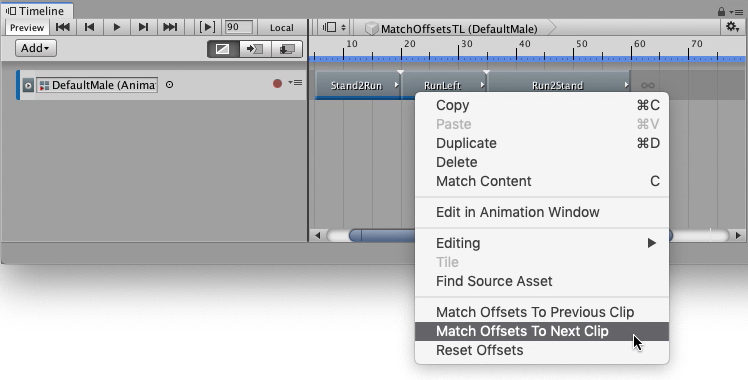 Timeline
Preview
90
Local
MatchOffsetsTL (DefaultMale)
Add
10 20 30 40 50 60 70
DefaultMale (Anima
Stand2Run
RunLeft
Run2Stand
Copy ⌘C
Paste ⌘V
Duplicate ⌘D
Delete
Match Content C
Edit in Animation Window
Editing
Tile
Find Source Asset
Match Offsets To Previous Clip
Match Offsets To Next Clip
Reset Offsets